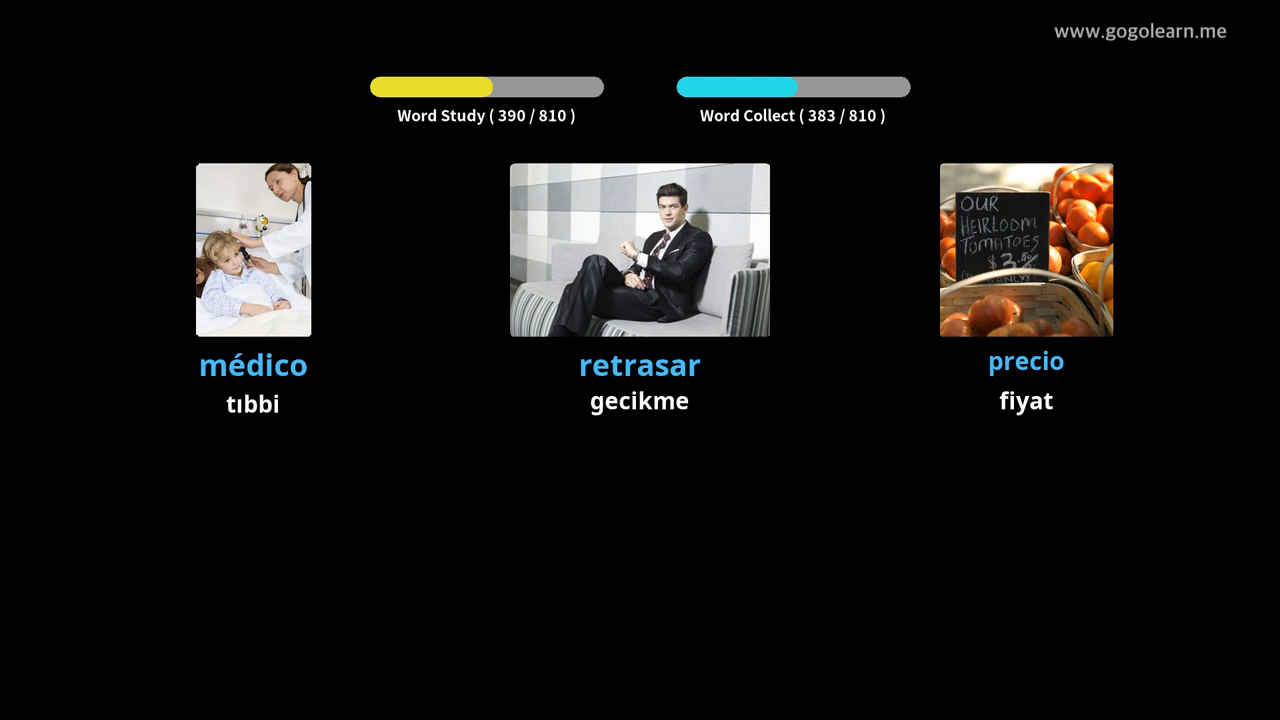 www.gogolearn.me
Word Study ( 390 / 810 )
Word Collect ( 383 / 810 )
OUR
HEIRLOOM
TOMATOES
médico
tıbbi
retrasar
gecikme
precio
fiyat